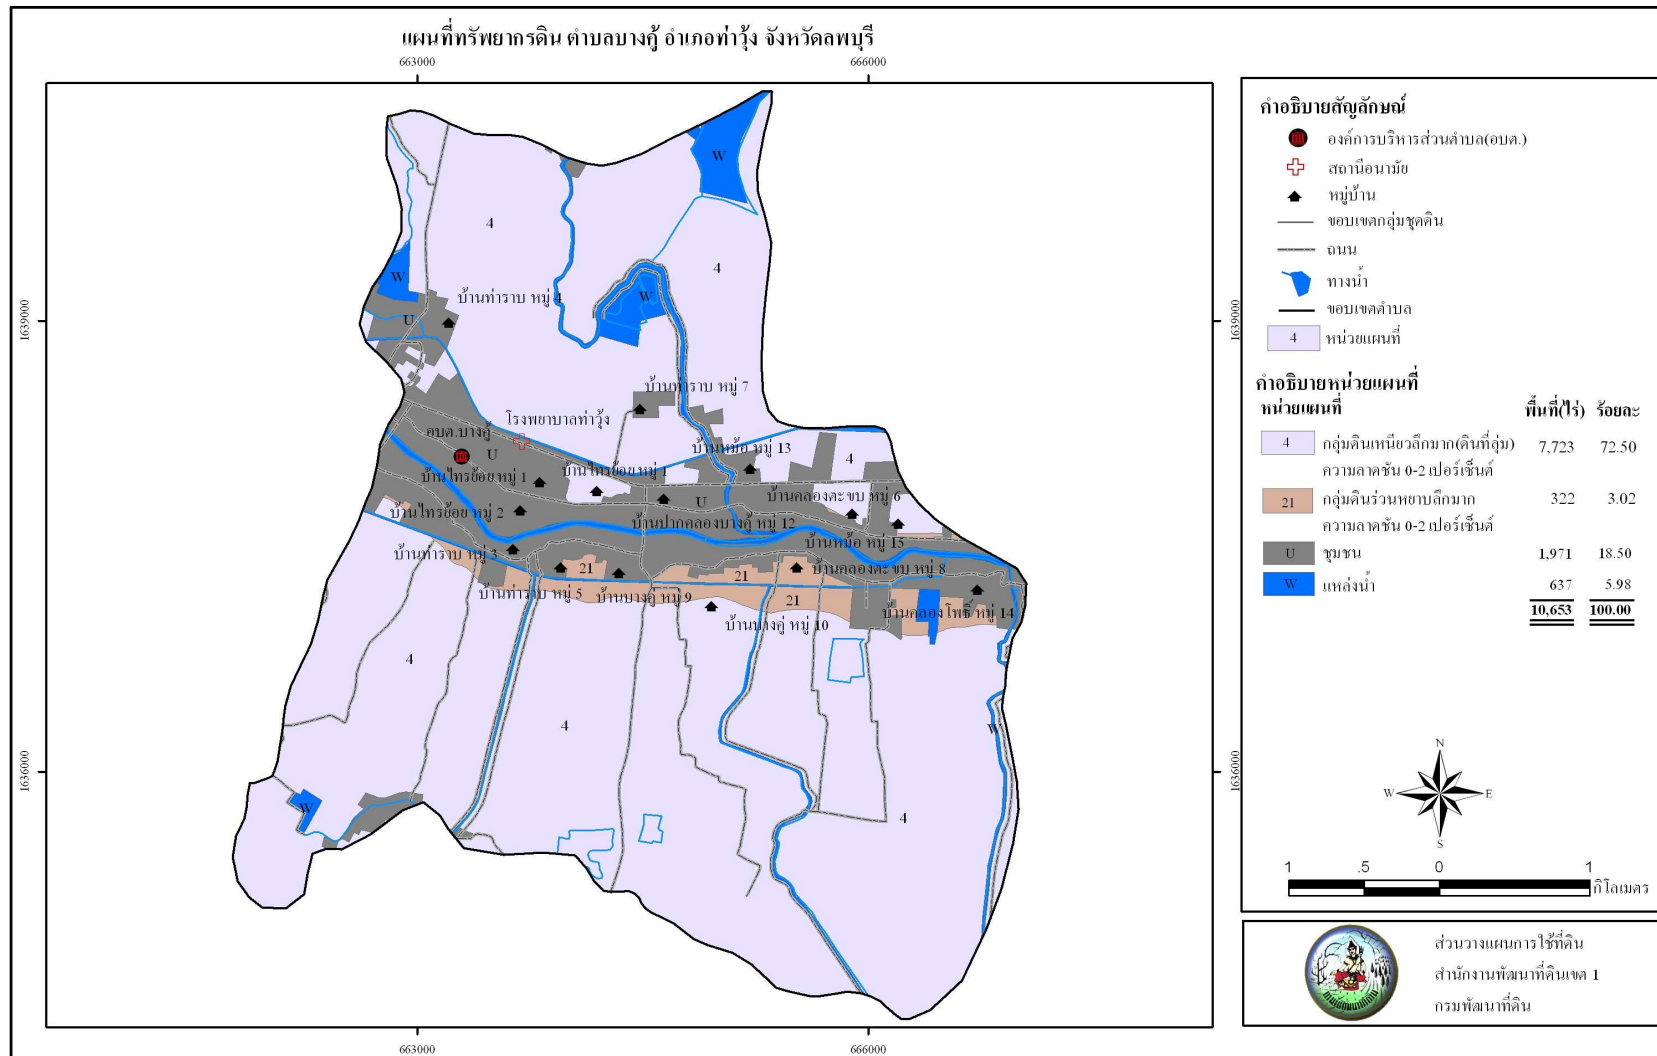 แผนที่ทรัพยากรดิน ตำบลบางคู้ อำเภอท่าวุ้ง จังหวัดลพบุรี
663000 666000
1639000 1639000
1636000 1636000
W
4
4
W
W
บ้านท่าราบ หมู่ 4
U
บ้านท่าราบ หมู่ 7
โรงพยาบาลท่าวุ้ง
อบต.บางคู้
U
บ้านหม้อ หมู่ 13
4
บ้านไทรย้อย หมู่ 1
บ้านไทรย้อย หมู่ 1
U
บ้านคลองตะขบ หมู่ 6
บ้านไทรย้อย หมู่ 2
บ้านปากคลองบางคู้ หมู่ 12
บ้านหม้อ หมู่ 15
บ้านท่าราบ หมู่ 3
21
21
บ้านคลองตะขบ หมู่ 8
บ้านท่าราบ หมู่ 5
บ้านบางคู้ หมู่ 9
21
บ้านคลองโพธิ์ หมู่ 14
บ้านบางคู้ หมู่ 10
4
4
W
W
4
663000 666000
คำอธิบายสัญลักษณ์
องค์การบริหารส่วนตำบล(อบต.)
สถานีอนามัย
หมู่บ้าน
ขอบเขตกลุ่มชุดดิน
ถนน
ทางน้ำ
ขอบเขตตำบล
4 หน่วยแผนที่
คำอธิบายหน่วยแผนที่
หน่วยแผนที่ พื้นที่(ไร่) ร้อยละ
4 กลุ่มดินเหนียวลึกมาก(ดินที่ลุ่ม) 7,723 72.50
ความลาดชัน 0-2 เปอร์เซ็นต์
21 กลุ่มดินร่วนหยาบลึกมาก 322 3.02
ความลาดชัน 0-2 เปอร์เซ็นต์
U ชุมชน 1,971 18.50
W แหล่งน้ำ 637 5.98
10,653 100.00
N
W E
S
1 .5 0 1
กิโลเมตร
ส่วนวางแผนการใช้ที่ดิน
สำนักงานพัฒนาที่ดินเขต 1
กรมพัฒนาที่ดิน
กรมพัฒนาที่ดิน